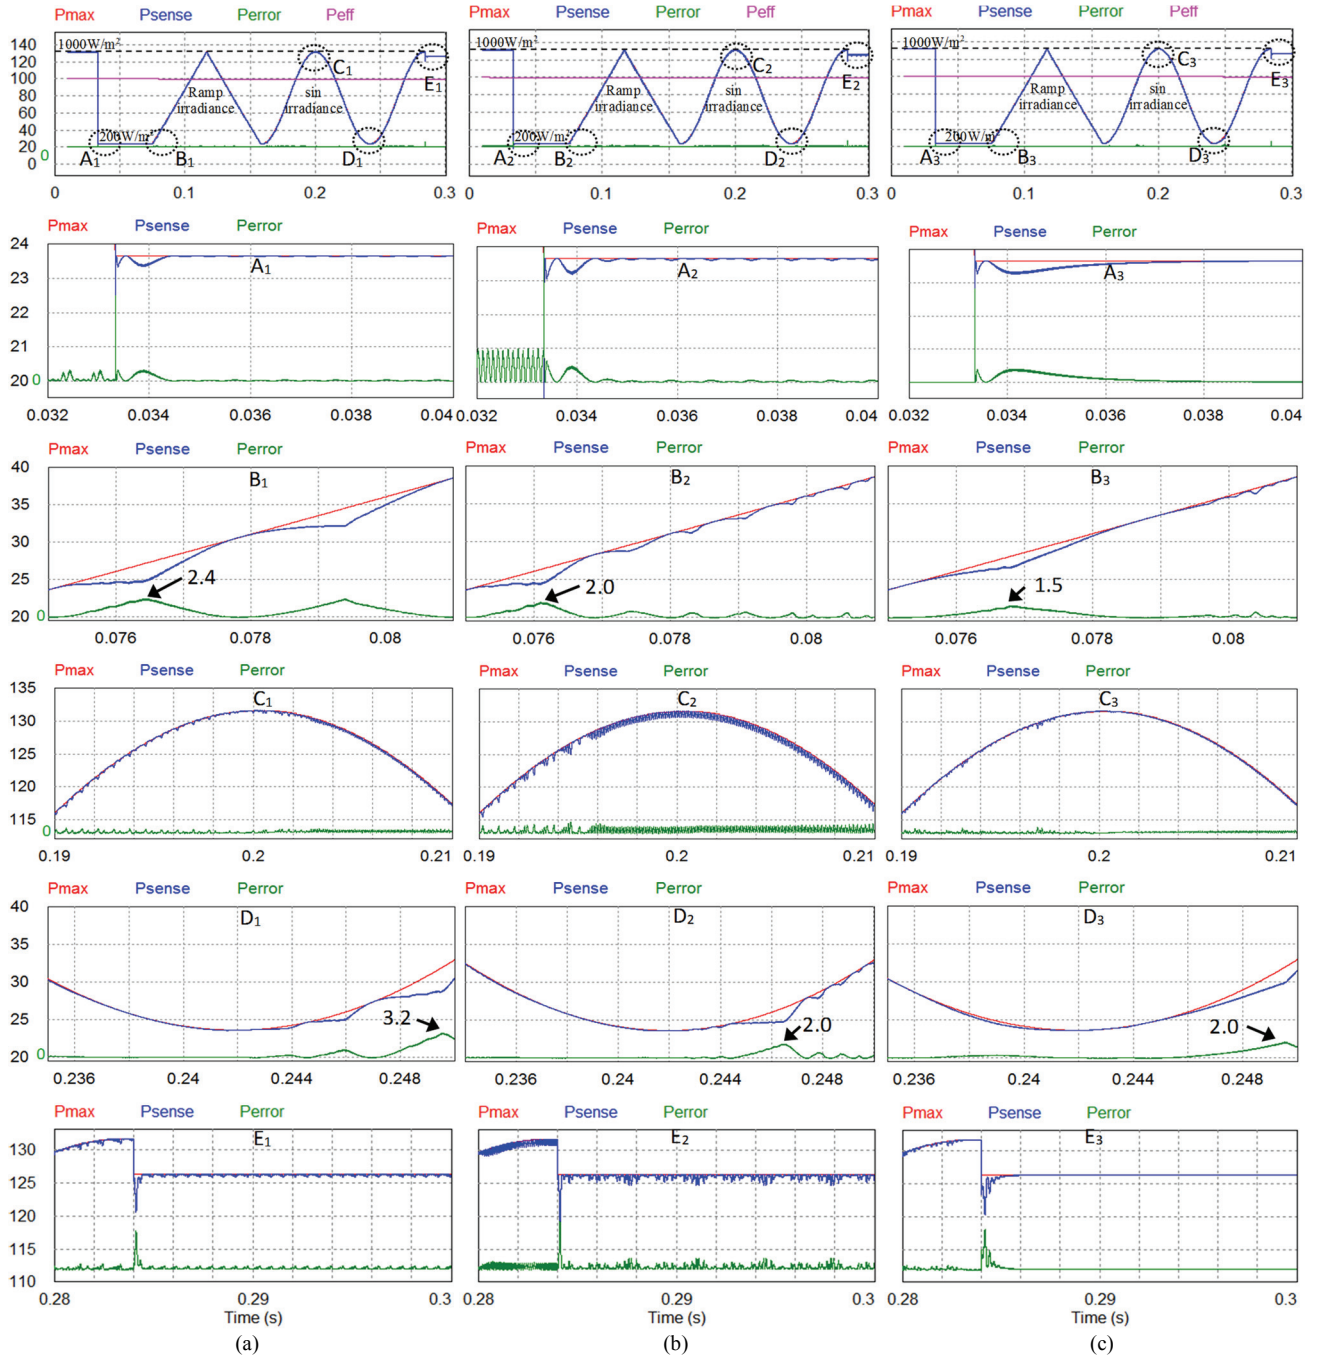 Pmax Psense Perror Peff Pmax Psense Perror Peff Pmax Psense Perror Peff
140 1000W/m² 1000W/m² 1000W/m²
120
100 C1 E1 C2 E2 C3 E3
80
60 Ramp irradiance sin irradiance Ramp irradiance sin irradiance Ramp irradiance sin irradiance
40
20 0 200W/m 200W/m 200W/m
0 A1 B1 D1 A2 B2 D2 A3 B3 D3
0 0.1 0.2 0.3 0 0.1 0.2 0.3 0 0.1 0.2 0.3
Pmax Psense Perror Pmax Psense Perror Pmax Psense Perror
24
A1 A2 A3
23
22
21
20 0
0.032 0.034 0.036 0.038 0.04 0.032 0.034 0.036 0.038 0.04 0.032 0.034 0.036 0.038 0.04
Pmax Psense Perror Pmax Psense Perror Pmax Psense Perror
40
B1 B2 B3
35
30
25 2.4 2.0 1.5
20 0
0.076 0.078 0.08 0.076 0.078 0.08 0.076 0.078 0.08
Pmax Psense Perror Pmax Psense Perror Pmax Psense Perror
135 C1 C2 C3
130
125
120
115
0
0.19 0.2 0.21 0.19 0.2 0.21 0.19 0.2 0.21
Pmax Psense Perror Pmax Psense Perror Pmax Psense Perror
40 D1 D2 D3
35
30
25 3.2 2.0 2.0
20 0
0.236 0.24 0.244 0.248 0.236 0.24 0.244 0.248 0.236 0.24 0.244 0.248
Pmax Psense Perror Pmax Psense Perror Pmax Psense Perror
130 E1 E2 E3
125
120
115
110
0.28 0.29 0.3 0.28 0.29 0.3 0.28 0.29 0.3
Time (s) Time (s) Time (s)
(a) (b) (c)